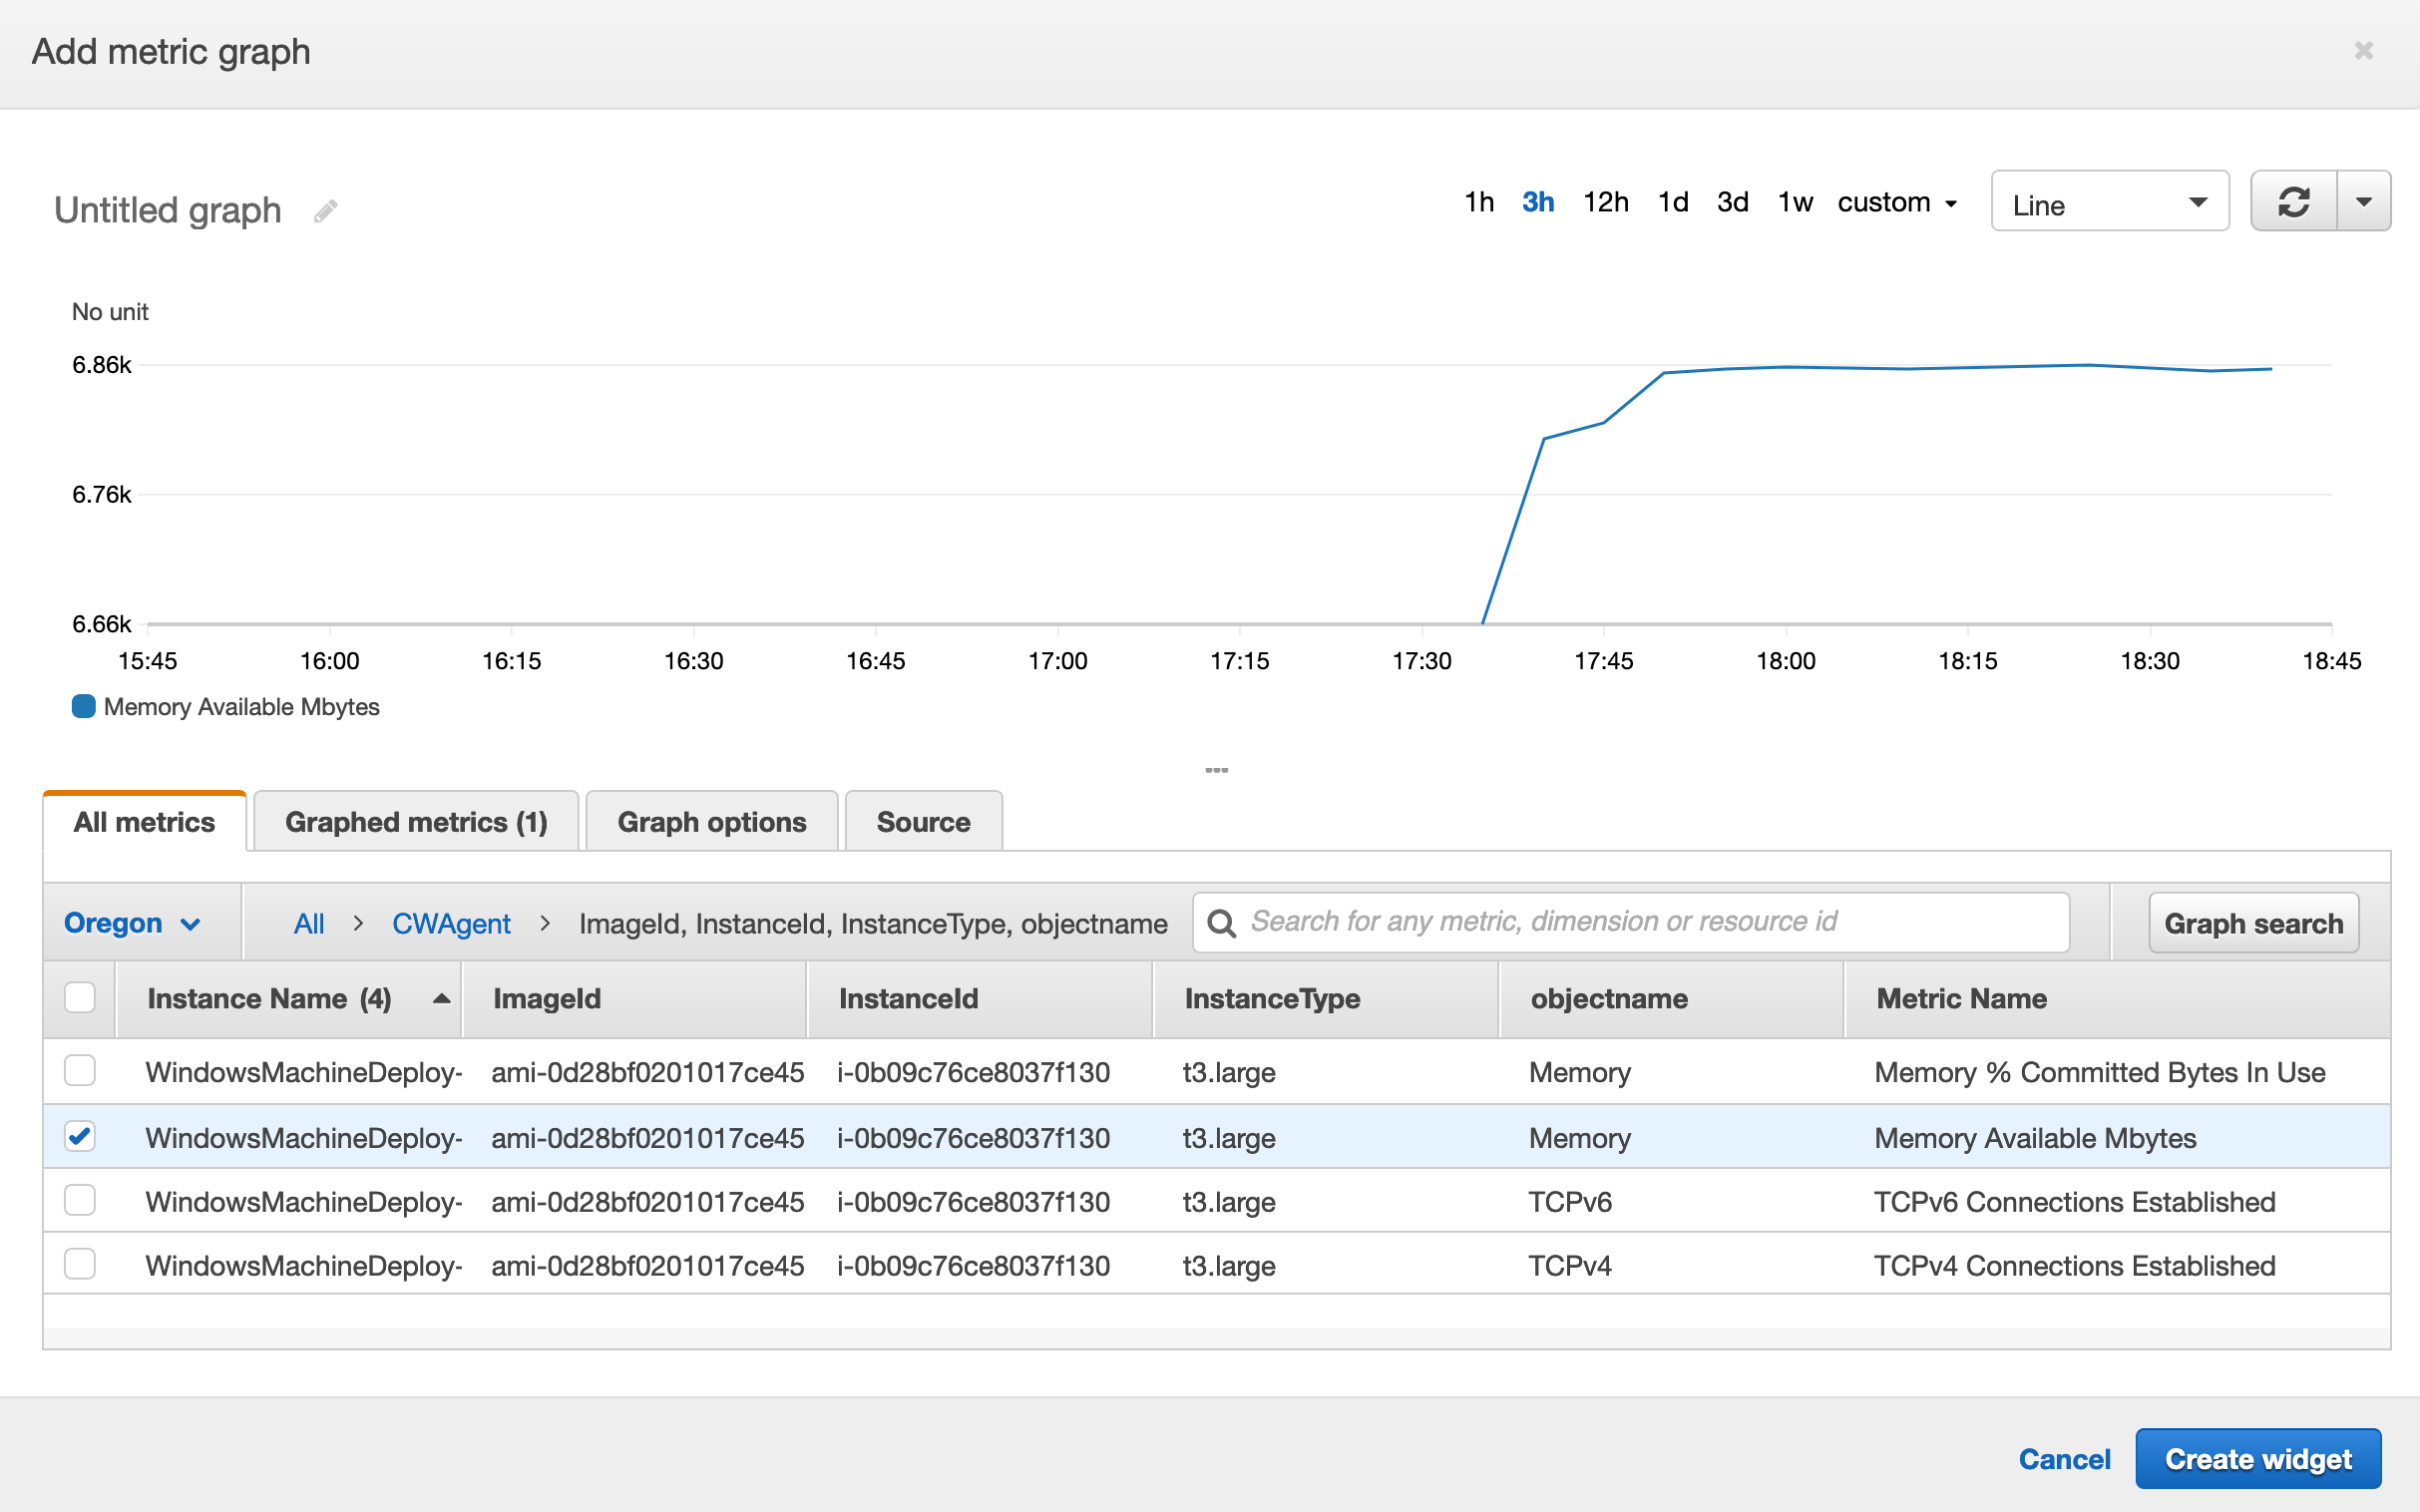 Add metric graph
Untitled graph
1h 3h 12h 1d 3d 1w custom
Line
No unit
6.86k
6.76k
6.66k
15:45 16:00 16:15 16:30 16:45 17:00 17:15 17:30 17:45 18:00 18:15 18:30 18:45
Memory Available Mbytes
All metrics Graphed metrics (1) Graph options Source
Oregon All > CWAgent > ImageId, InstanceId, InstanceType, objectname Search for any metric, dimension or resource id Graph search
Instance Name (4) ImageId InstanceId InstanceType objectname Metric Name
WindowsMachineDeploy- ami-0d28bf0201017ce45 i-0b09c76ce8037f130 t3.large Memory Memory % Committed Bytes In Use
WindowsMachineDeploy- ami-0d28bf0201017ce45 i-0b09c76ce8037f130 t3.large Memory Memory Available Mbytes
WindowsMachineDeploy- ami-0d28bf0201017ce45 i-0b09c76ce8037f130 t3.large TCPv6 TCPv6 Connections Established
WindowsMachineDeploy- ami-0d28bf0201017ce45 i-0b09c76ce8037f130 t3.large TCPv4 TCPv4 Connections Established
Cancel Create widget